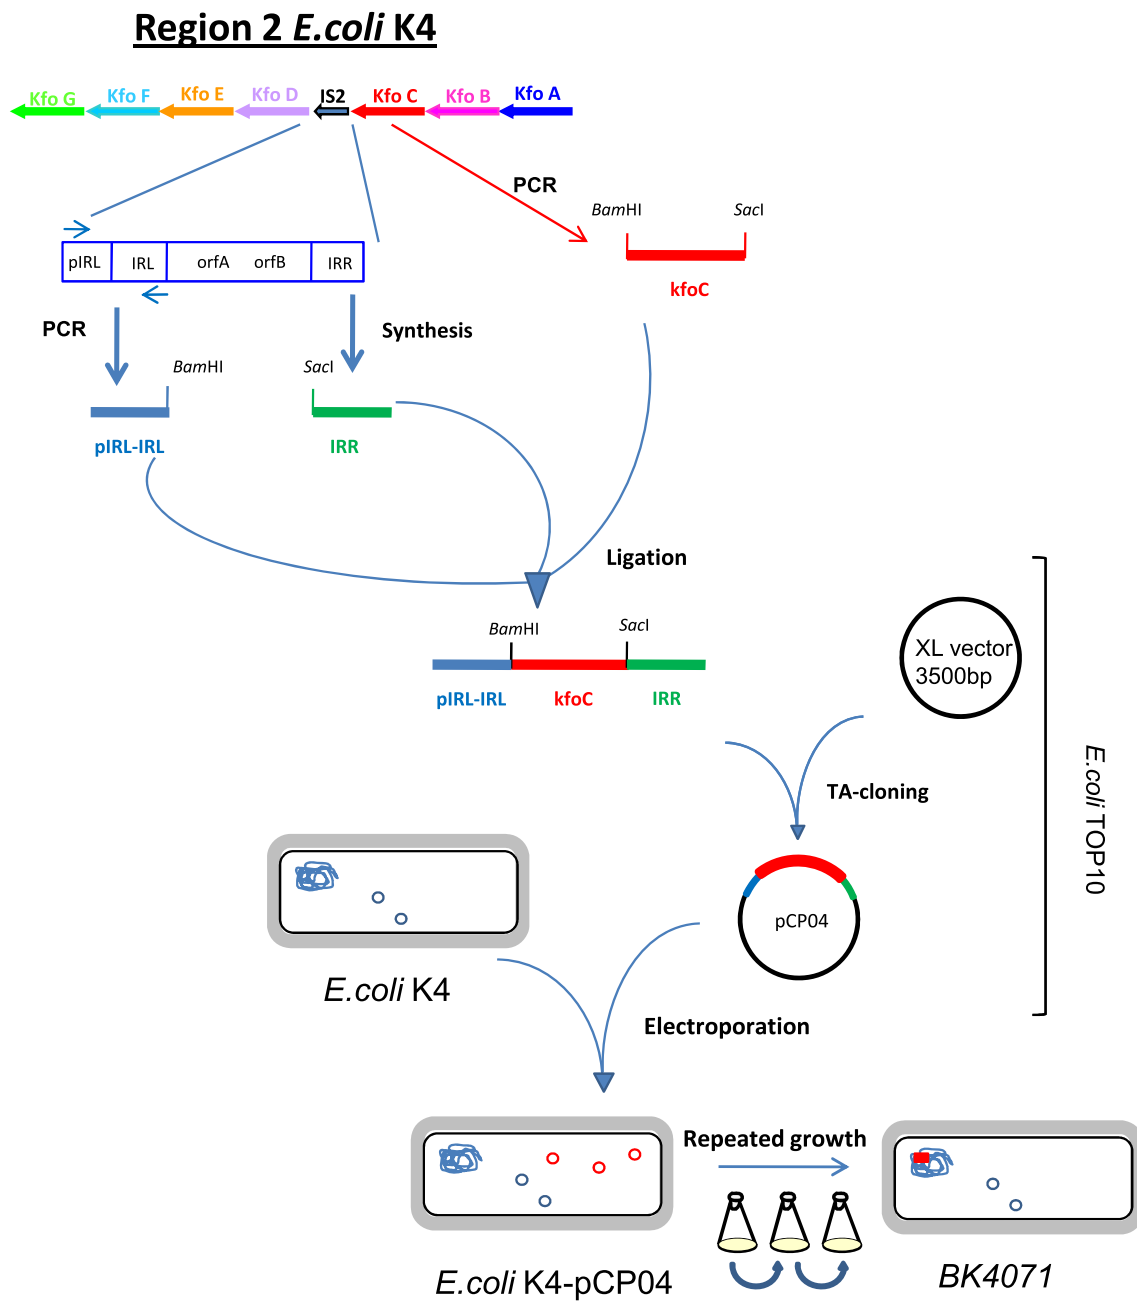 Region 2 E.coli K4
Kfo G Kfo F Kfo E Kfo D IS2 Kfo C Kfo B Kfo A
PCR
BamHI SacI
kfoC
pIRL IRL orfA orfB IRR
PCR
Synthesis
BamHI SacI
pIRL-IRL IRR
Ligation
BamHI SacI
pIRL-IRL kfoC IRR
XL vector
3500bp
TA-cloning
E.coli TOP10
pCP04
E.coli K4
Electroporation
Repeated growth
E.coli K4-pCP04
BK4071